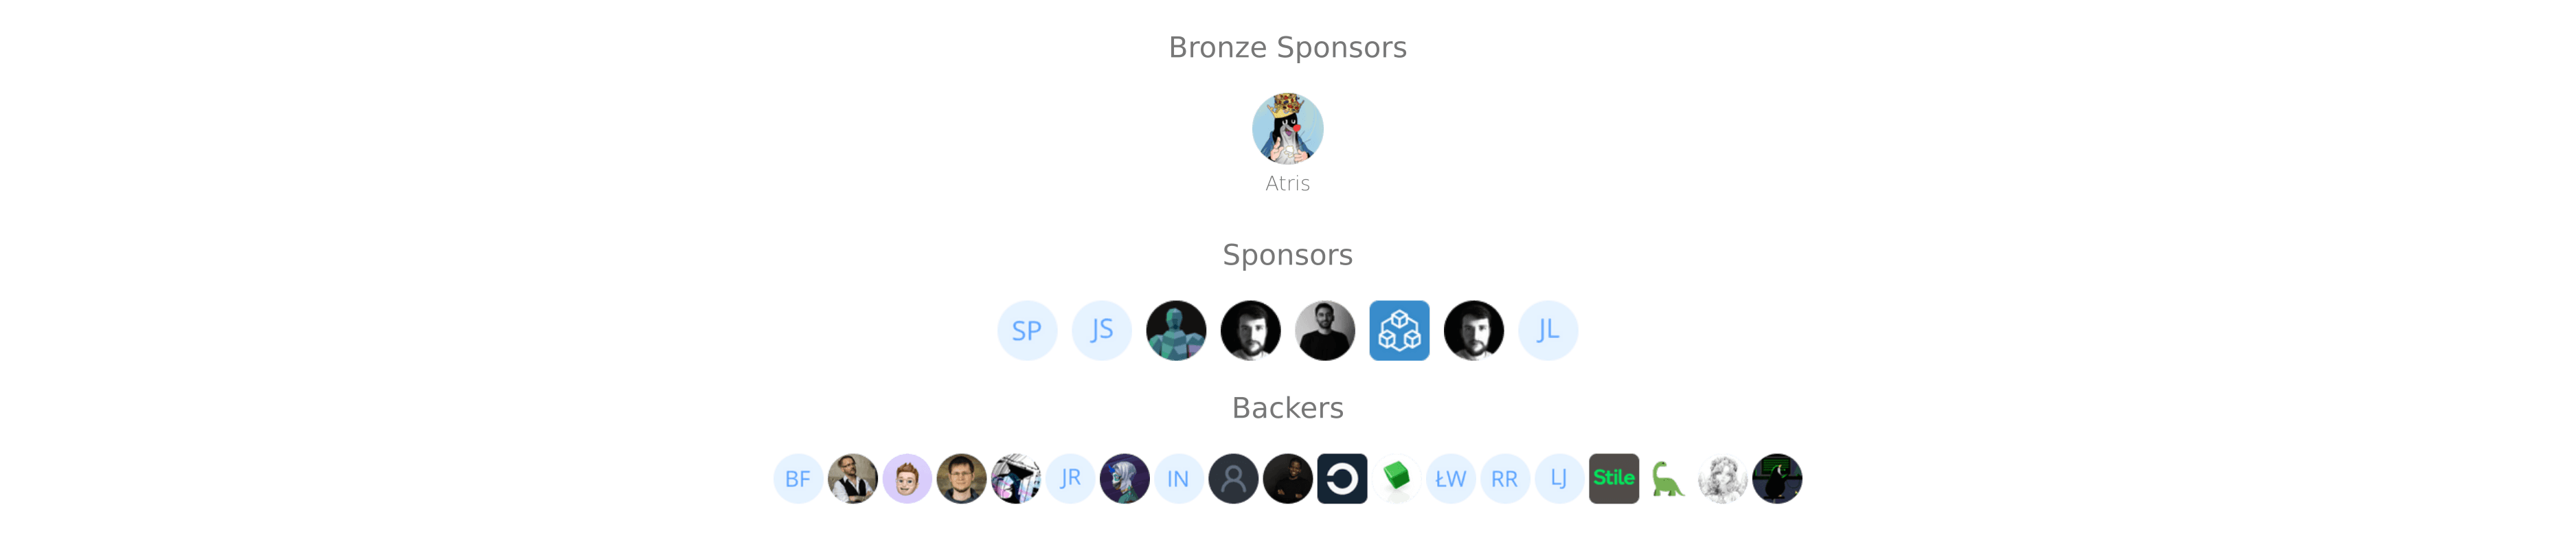 Bronze Sponsors
Atris
Sponsors
SP JS JL
Backers
BF JR IN ŁW RR LJ Stile